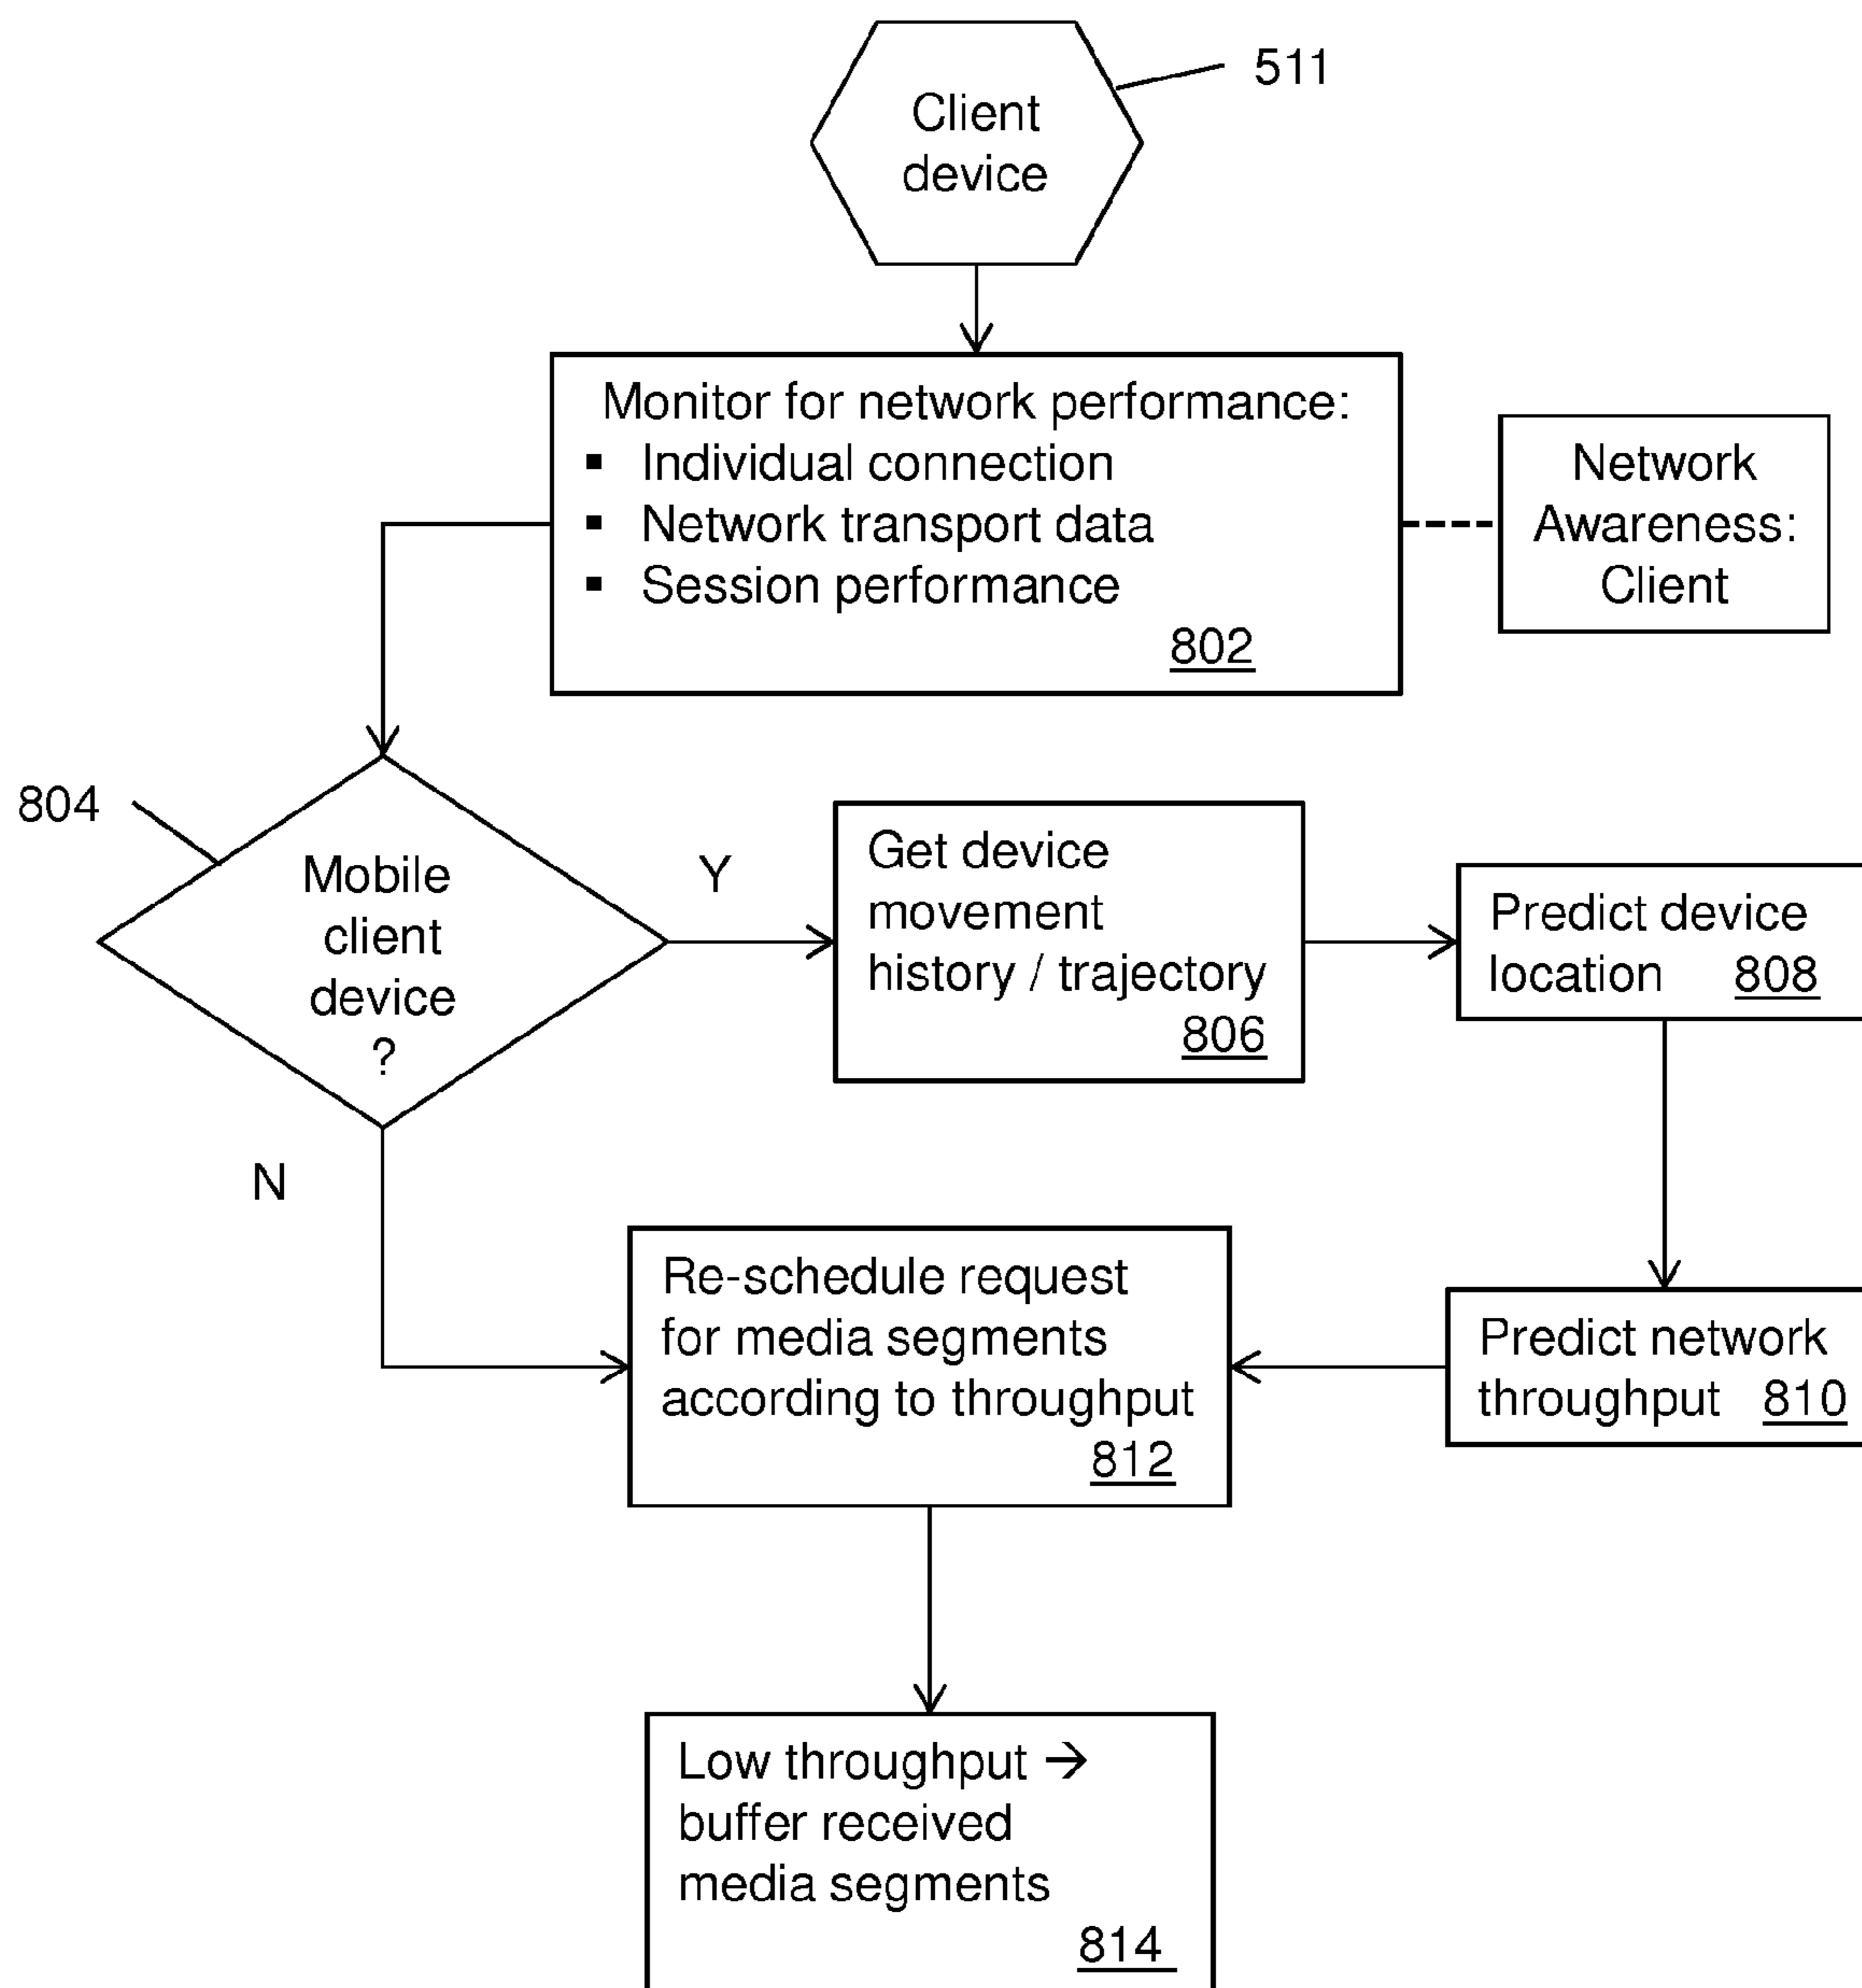 511
Client
device
Monitor for network performance:
▪ Individual connection
▪ Network transport data
▪ Session performance
802
Network
Awareness:
Client
804
Mobile
client
device
?
Y
Get device
movement
history / trajectory
806
Predict device
location 808
N
Re-schedule request
for media segments
according to throughput
812
Predict network
throughput 810
Low throughput →
buffer received
media segments
814